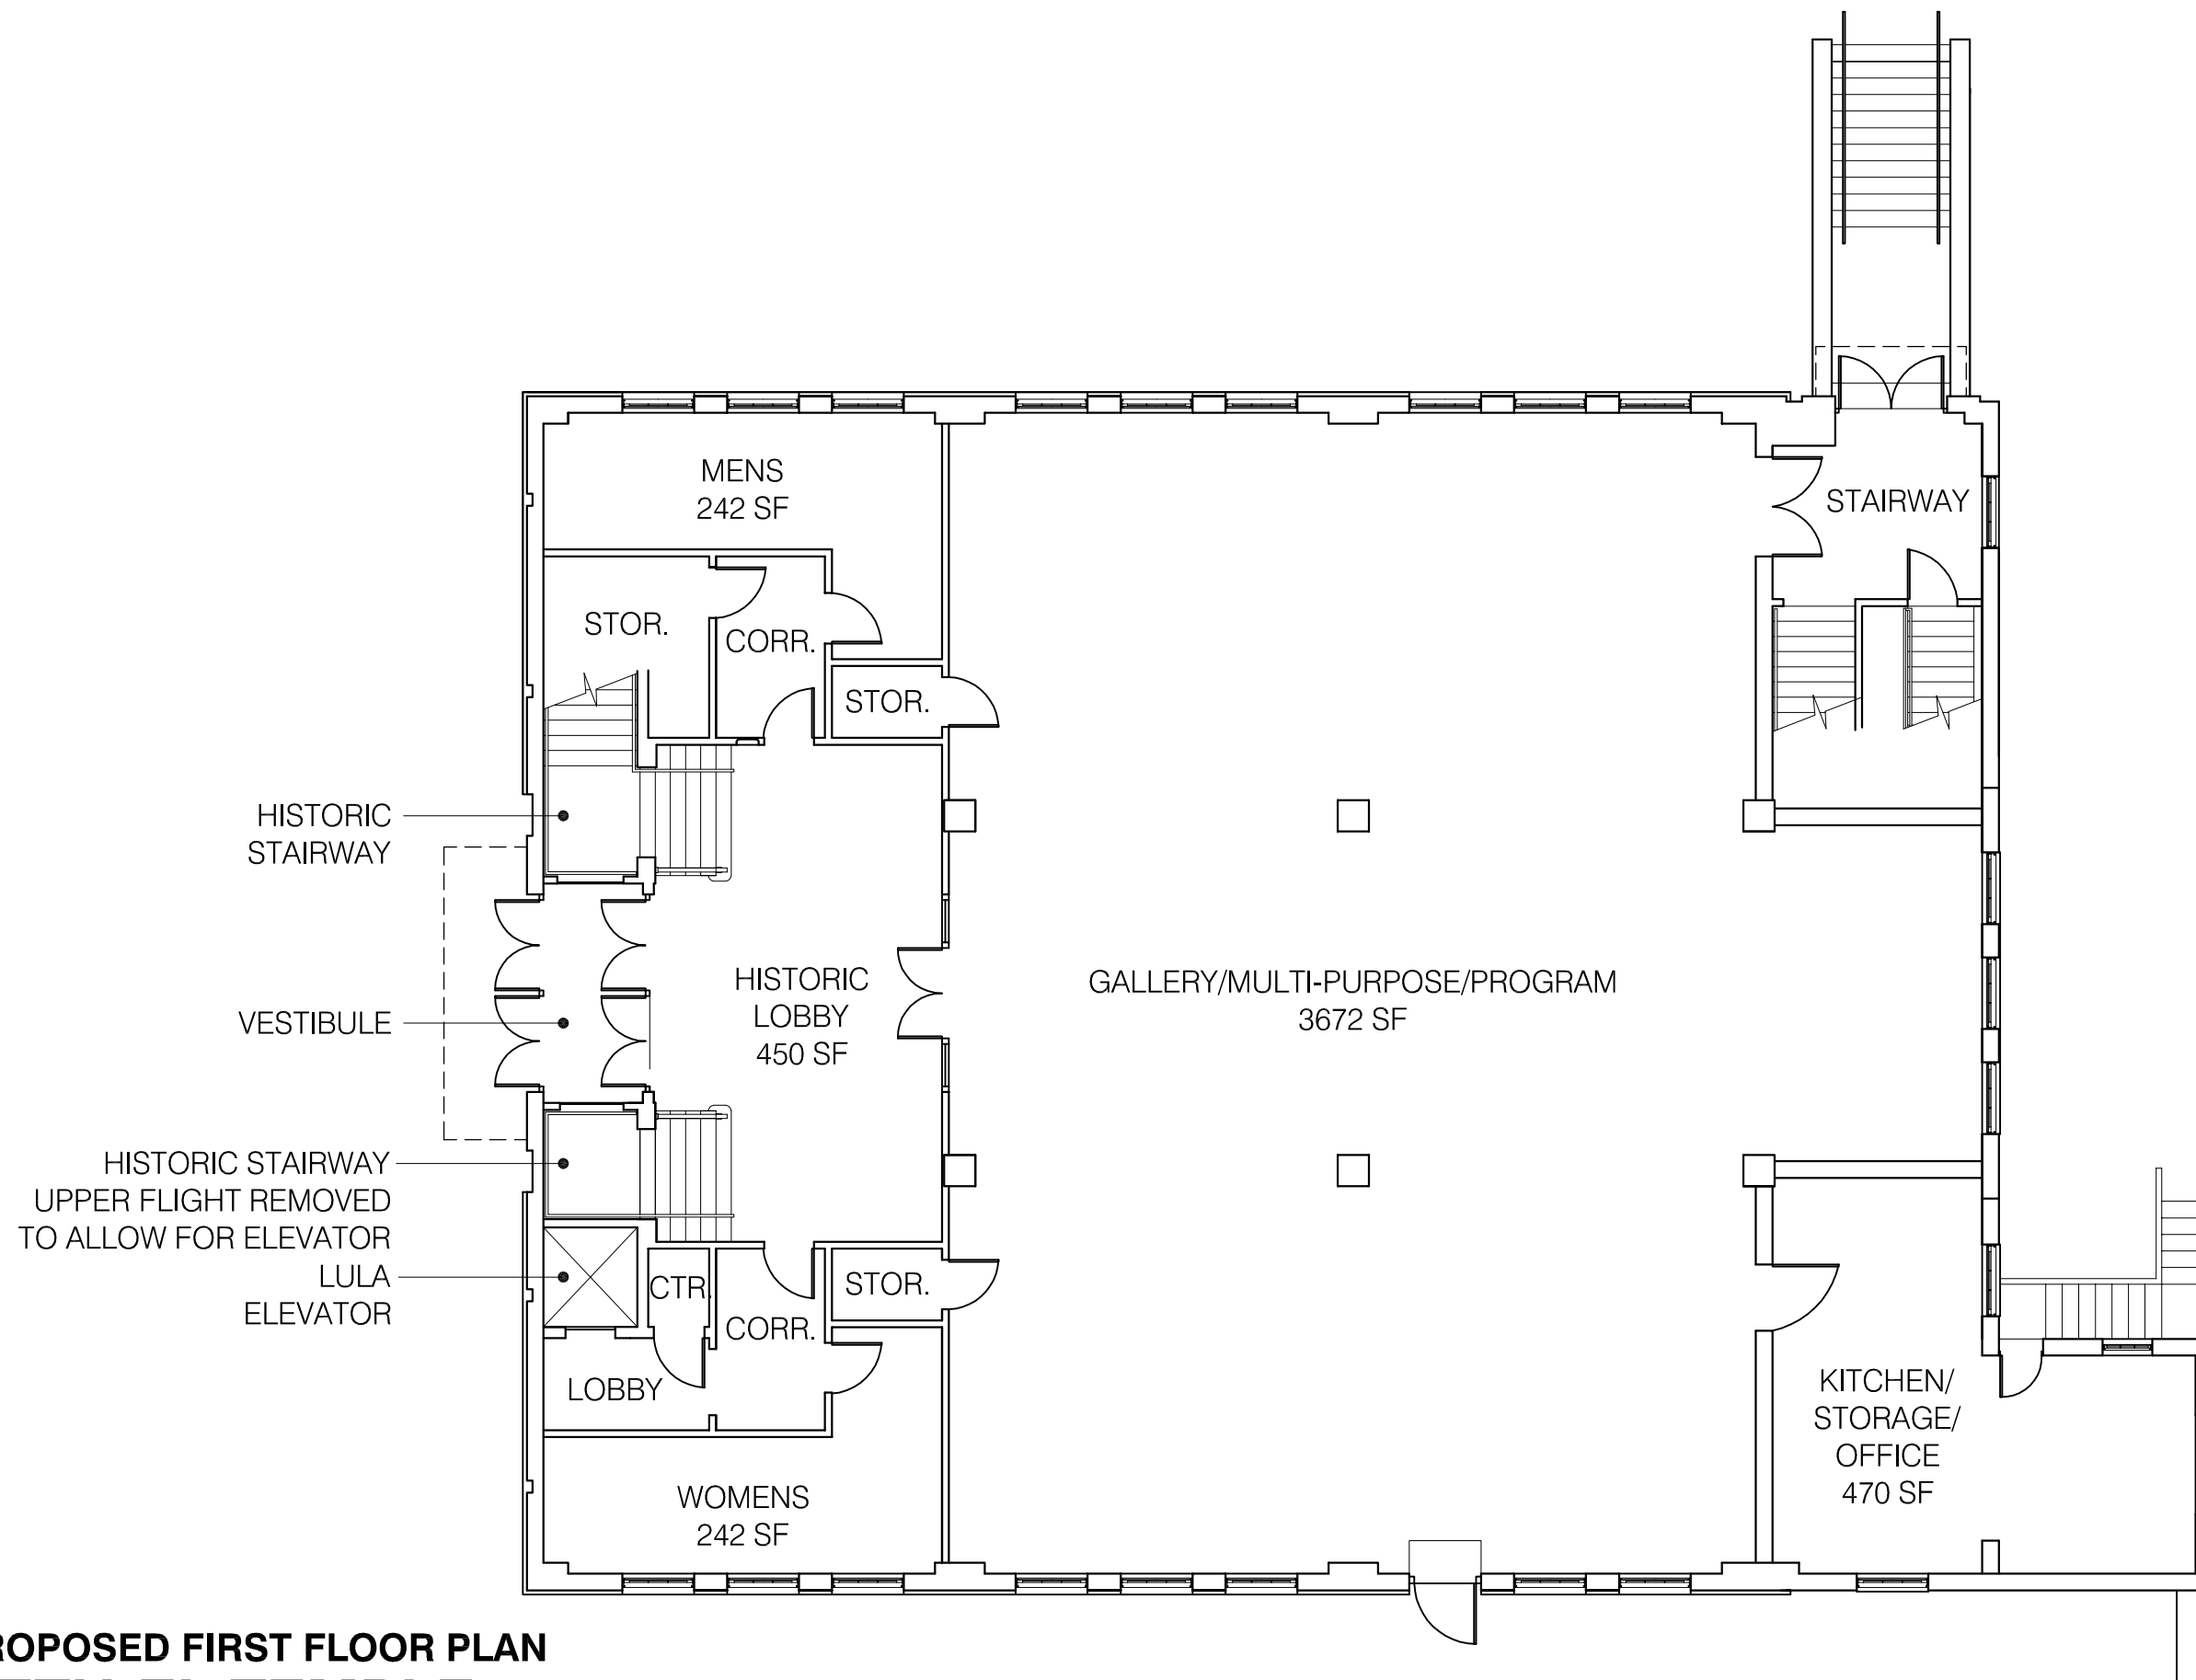 MENS
242 SF
STAIRWAY
STOR.
CORR.
STOR.
HISTORIC
STAIRWAY
HISTORIC
LOBBY
450 SF
GALLERY/MULTI-PURPOSE/PROGRAM
3672 SF
VESTIBULE
HISTORIC STAIRWAY
UPPER FLIGHT REMOVED
TO ALLOW FOR ELEVATOR
LULA
ELEVATOR
CTR.
STOR.
CORR.
LOBBY
KITCHEN/
STORAGE/
OFFICE
470 SF
WOMENS
242 SF
ROPOSED FIRST FLOOR PLAN